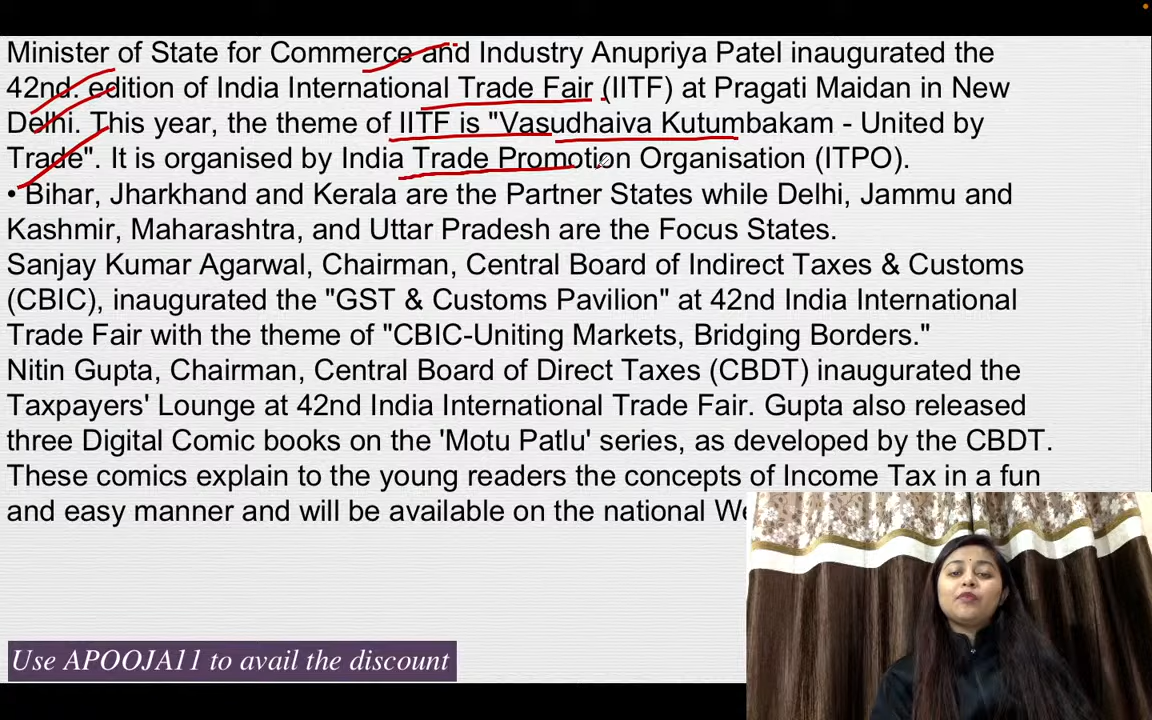 Minister of State for Commerce and Industry Anupriya Patel inaugurated the
42nd. edition of India International Trade Fair (IITF) at Pragati Maidan in New
Delhi. This year, the theme of IITF is "Vasudhaiva Kutumbakam - United by
Trade". It is organised by India Trade Promotion Organisation (ITPO).
• Bihar, Jharkhand and Kerala are the Partner States while Delhi, Jammu and
Kashmir, Maharashtra, and Uttar Pradesh are the Focus States.
Sanjay Kumar Agarwal, Chairman, Central Board of Indirect Taxes & Customs
(CBIC), inaugurated the "GST & Customs Pavilion" at 42nd India International
Trade Fair with the theme of "CBIC-Uniting Markets, Bridging Borders."
Nitin Gupta, Chairman, Central Board of Direct Taxes (CBDT) inaugurated the
Taxpayers' Lounge at 42nd India International Trade Fair. Gupta also released
three Digital Comic books on the 'Motu Patlu' series, as developed by the CBDT.
These comics explain to the young readers the concepts of Income Tax in a fun
and easy manner and will be available on the national
Use APOOJA11 to avail the discount